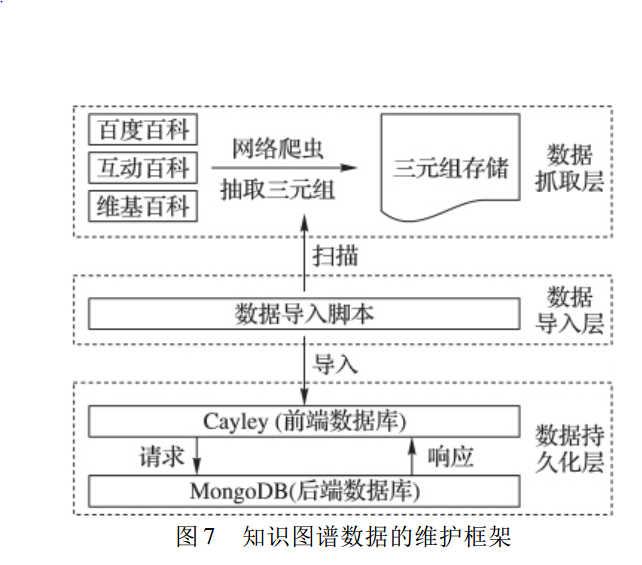 百度百科
互动百科
维基百科
网络爬虫
抽取三元组
三元组存储
数据
抓取层
扫描
数据导入脚本
数据
导入层
导入
Cayley (前端数据库)
请求
响应
MongoDB(后端数据库)
数据持
久化层
图 7 知识图谱数据的维护框架